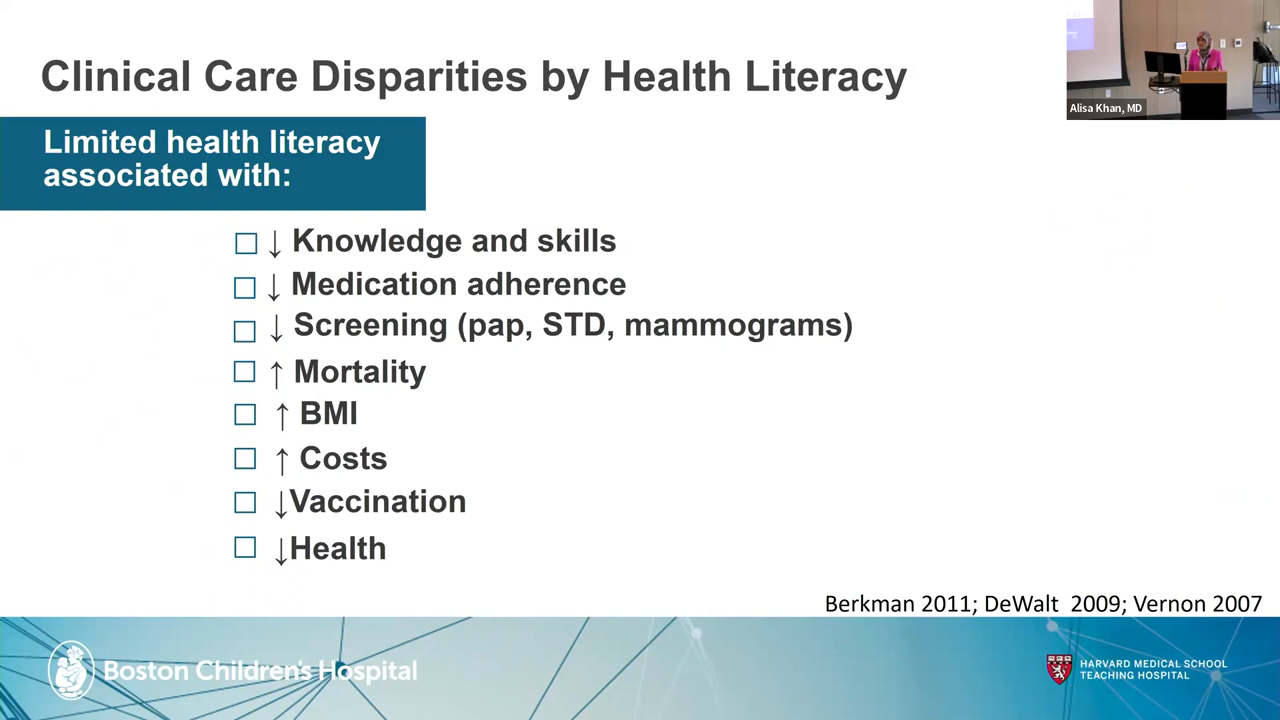 Clinical Care Disparities by Health Literacy
Alisa Khan, MD
Limited health literacy
associated with:
☐ ↓ Knowledge and skills
☐ ↓ Medication adherence
☐ ↓ Screening (pap, STD, mammograms)
☐ ↑ Mortality
☐ ↑ BMI
☐ ↑ Costs
☐ ↓Vaccination
☐ ↓Health
Berkman 2011; DeWalt 2009; Vernon 2007
Boston Children's Hospital
HARVARD MEDICAL SCHOOL
TEACHING HOSPITAL